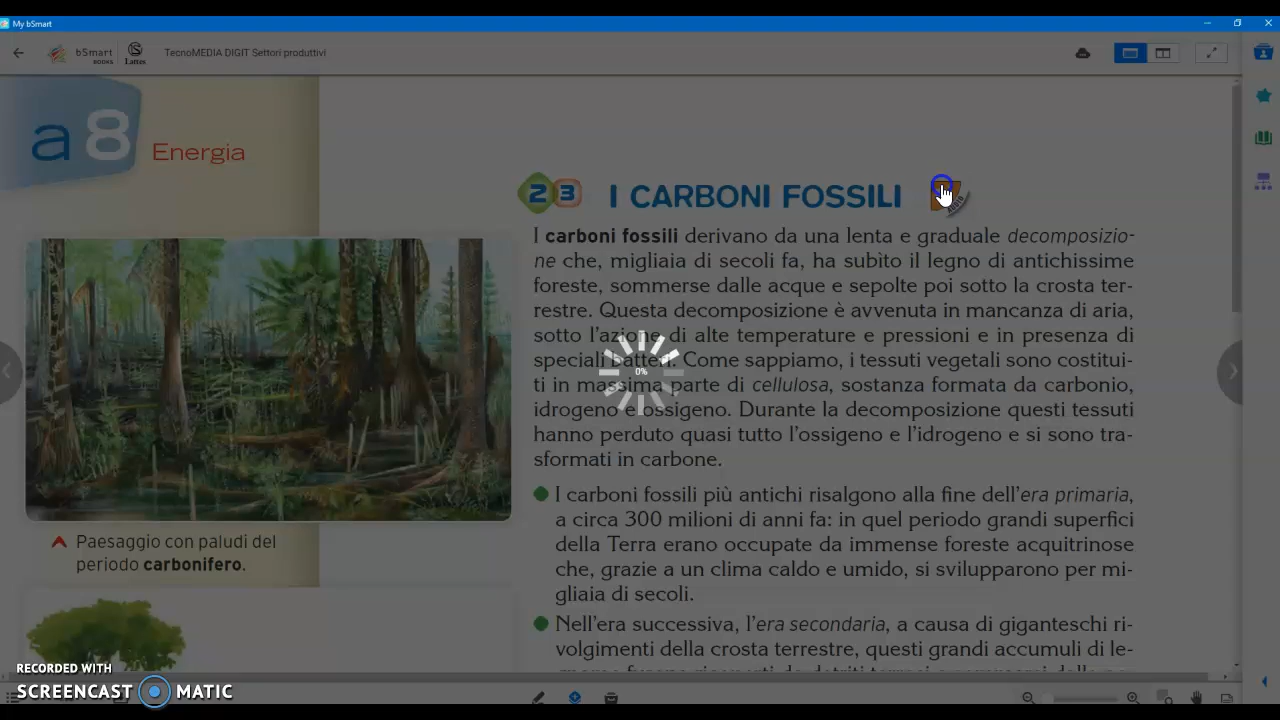 My bSmart
bSmart
BOOKS
Lattes
TecnoMEDIA DIGIT Settori produttivi
a8
Energia
23 I CARBONI FOSSILI
AUDIO
I carboni fossili derivano da una lenta e graduale decomposizio-
ne che, migliaia di secoli fa, ha subìto il legno di antichissime
foreste, sommerse dalle acque e sepolte poi sotto la crosta ter-
restre. Questa decomposizione è avvenuta in mancanza di aria,
sotto l'azione di alte temperature e pressioni e in presenza di
speciali batteri. Come sappiamo, i tessuti vegetali sono costitui-
ti in massima parte di cellulosa, sostanza formata da carbonio,
idrogeno e ossigeno. Durante la decomposizione questi tessuti
hanno perduto quasi tutto l'ossigeno e l'idrogeno e si sono tra-
sformati in carbone.
0%
I carboni fossili più antichi risalgono alla fine dell'era primaria,
a circa 300 milioni di anni fa: in quel periodo grandi superfici
della Terra erano occupate da immense foreste acquitrinose
che, grazie a un clima caldo e umido, si svilupparono per mi-
gliaia di secoli.
Nell'era successiva, l'era secondaria, a causa di giganteschi ri-
volgimenti della crosta terrestre, questi grandi accumuli di le-
Paesaggio con paludi del
periodo carbonifero.
RECORDED WITH
SCREENCAST MATIC